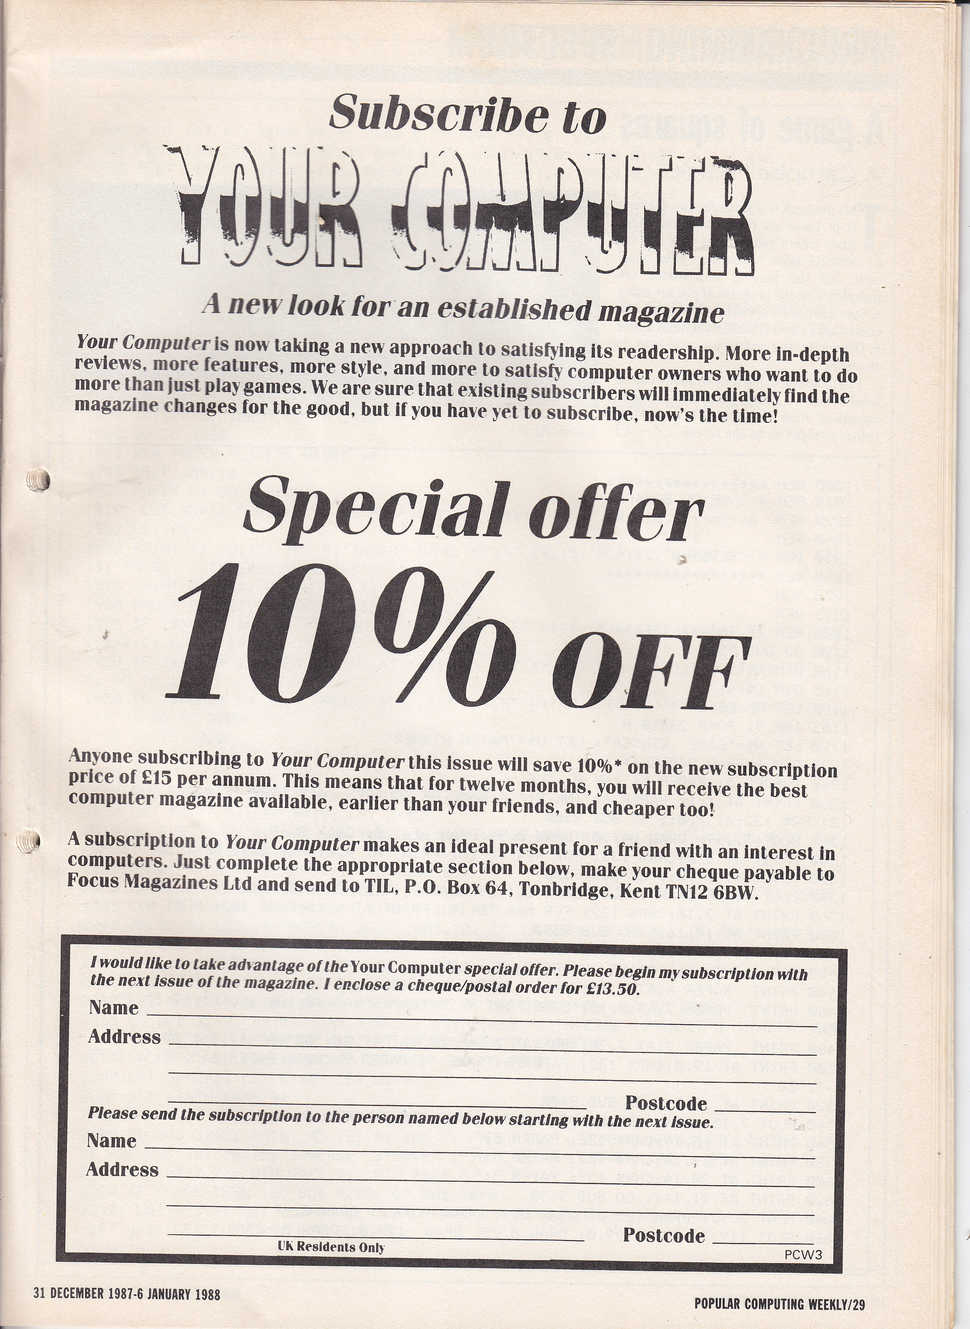 Subscribe to
YOUR COMPUTER
A new look for an established magazine
Your Computer is now taking a new approach to satisfying its readership. More in-depth
reviews, more features, more style, and more to satisfy computer owners who want to do
more than just play games. We are sure that existing subscribers will immediately find the
magazine changes for the good, but if you have yet to subscribe, now's the time!
Special offer
10% OFF
Anyone subscribing to Your Computer this issue will save 10%* on the new subscription
price of £15 per annum. This means that for twelve months, you will receive the best
computer magazine available, earlier than your friends, and cheaper too!
A subscription to Your Computer makes an ideal present for a friend with an interest in
computers. Just complete the appropriate section below, make your cheque payable to
Focus Magazines Ltd and send to TIL, P.O. Box 64, Tonbridge, Kent TN12 6BW.
I would like to take advantage of the Your Computer special offer. Please begin my subscription with
the next issue of the magazine. I enclose a cheque/postal order for £13.50.
Name
Address
Postcode
Please send the subscription to the person named below starting with the next issue.
Name
Address
Postcode
UK Residents Only
PCW3
31 DECEMBER 1987-6 JANUARY 1988
POPULAR COMPUTING WEEKLY/29